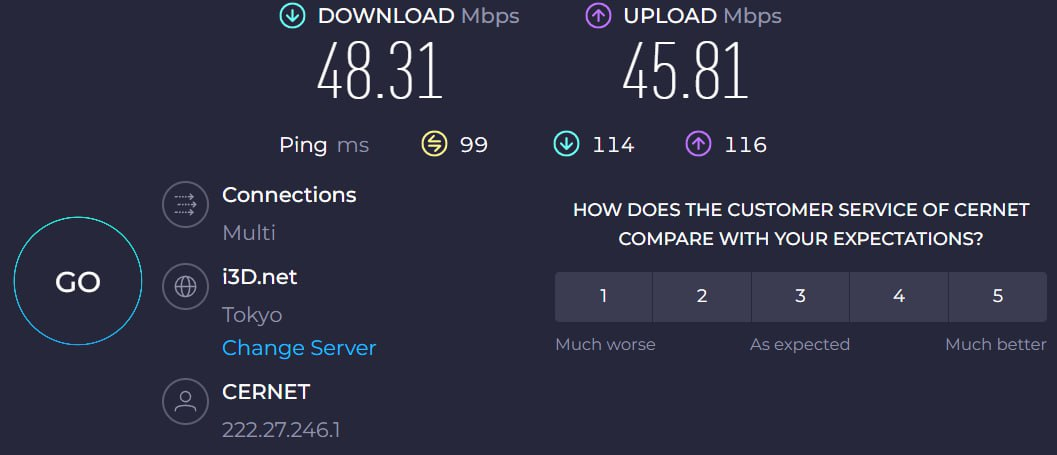 DOWNLOAD Mbps
UPLOAD Mbps
48.31
45.81
Ping ms 99 114 116
Connections
Multi
i3D.net
Tokyo
Change Server
CERNET
222.27.246.1
GO
HOW DOES THE CUSTOMER SERVICE OF CERNET
COMPARE WITH YOUR EXPECTATIONS?
1 2 3 4 5
Much worse As expected Much better